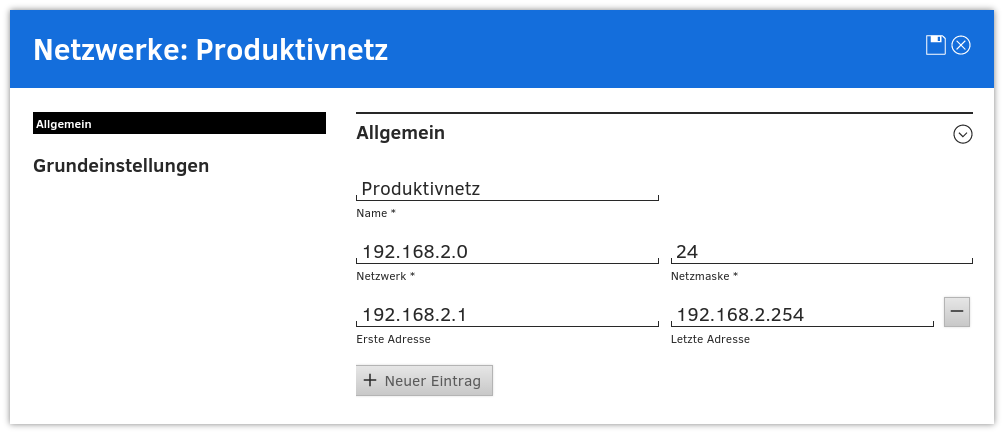 Netzwerke: Produktivnetz
Allgemein
Grundeinstellungen
Allgemein
Produktivnetz
Name *
192.168.2.0 24
Netzwerk * Netzmaske *
192.168.2.1 192.168.2.254
Erste Adresse Letzte Adresse
+ Neuer Eintrag